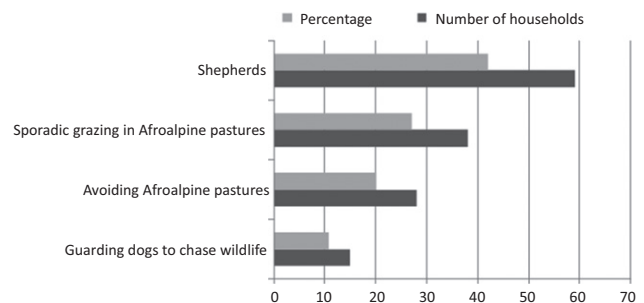 Percentage Number of households
Shepherds
Sporadic grazing in Afroalpine pastures
Avoiding Afroalpine pastures
Guarding dogs to chase wildlife
0 10 20 30 40 50 60 70